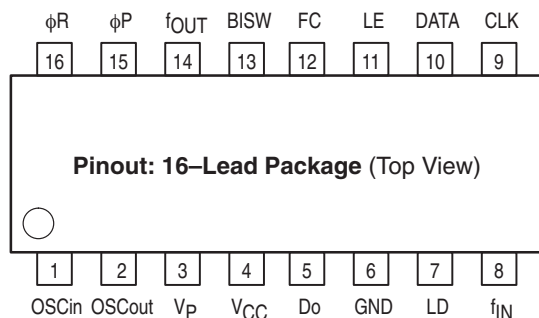 ϕR ϕP fOUT BISW FC LE DATA CLK
16 15 14 13 12 11 10 9
Pinout: 16–Lead Package (Top View)
1 2 3 4 5 6 7 8
OSCin OSCout VP VCC Do GND LD fIN